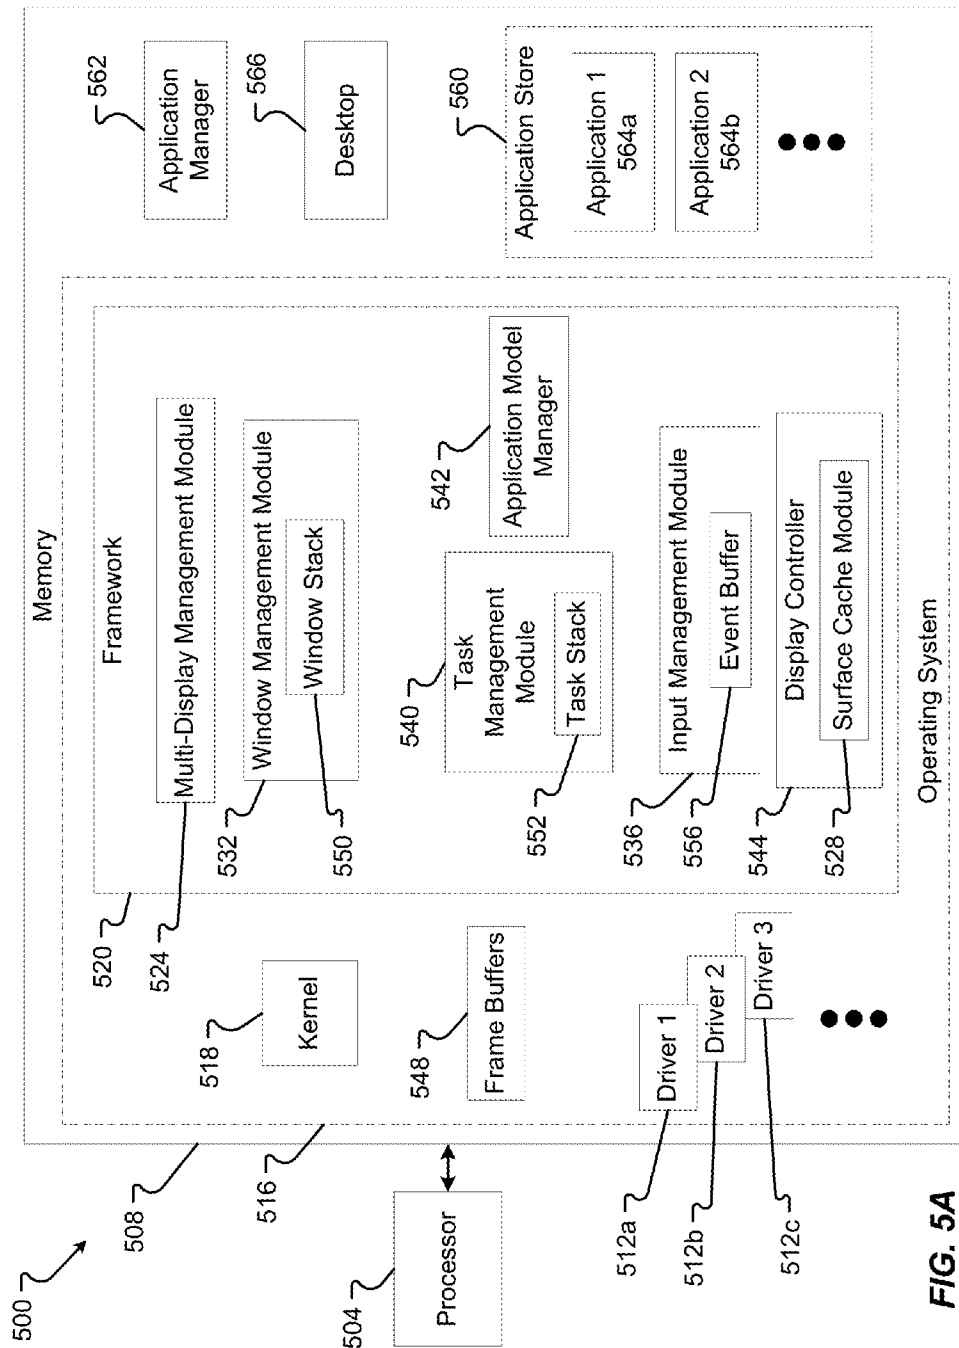 500
504
Processor
508
Memory
516
Operating System
518
Kernel
548
Frame Buffers
512a
Driver 1
512b
Driver 2
512c
Driver 3
520
Framework
524
Multi-Display Management Module
532
Window Management Module
550
Window Stack
540
Task
Management
Module
552
Task Stack
542
Application Model
Manager
536
Input Management Module
556
Event Buffer
544
Display Controller
528
Surface Cache Module
562
Application
Manager
566
Desktop
560
Application Store
Application 1
564a
Application 2
564b
FIG. 5A